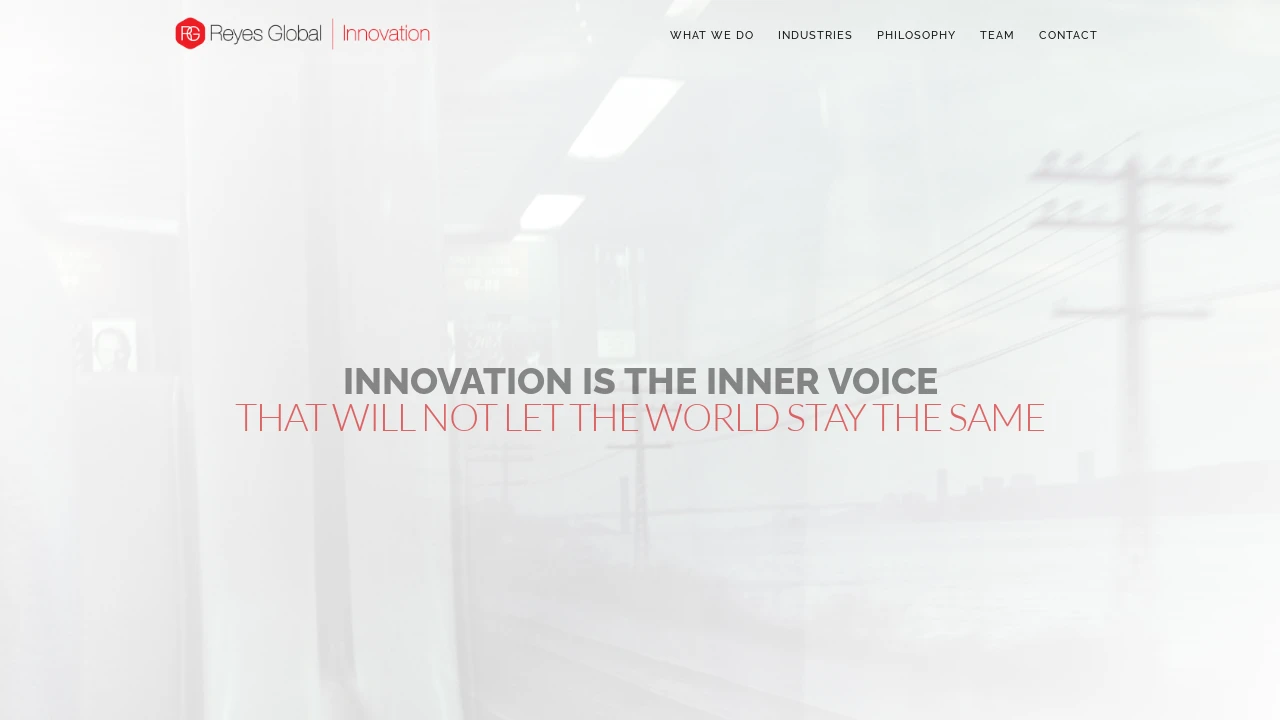 RG Reyes Global | Innovation
WHAT WE DO
INDUSTRIES
PHILOSOPHY
TEAM
CONTACT
INNOVATION IS THE INNER VOICE
THAT WILL NOT LET THE WORLD STAY THE SAME